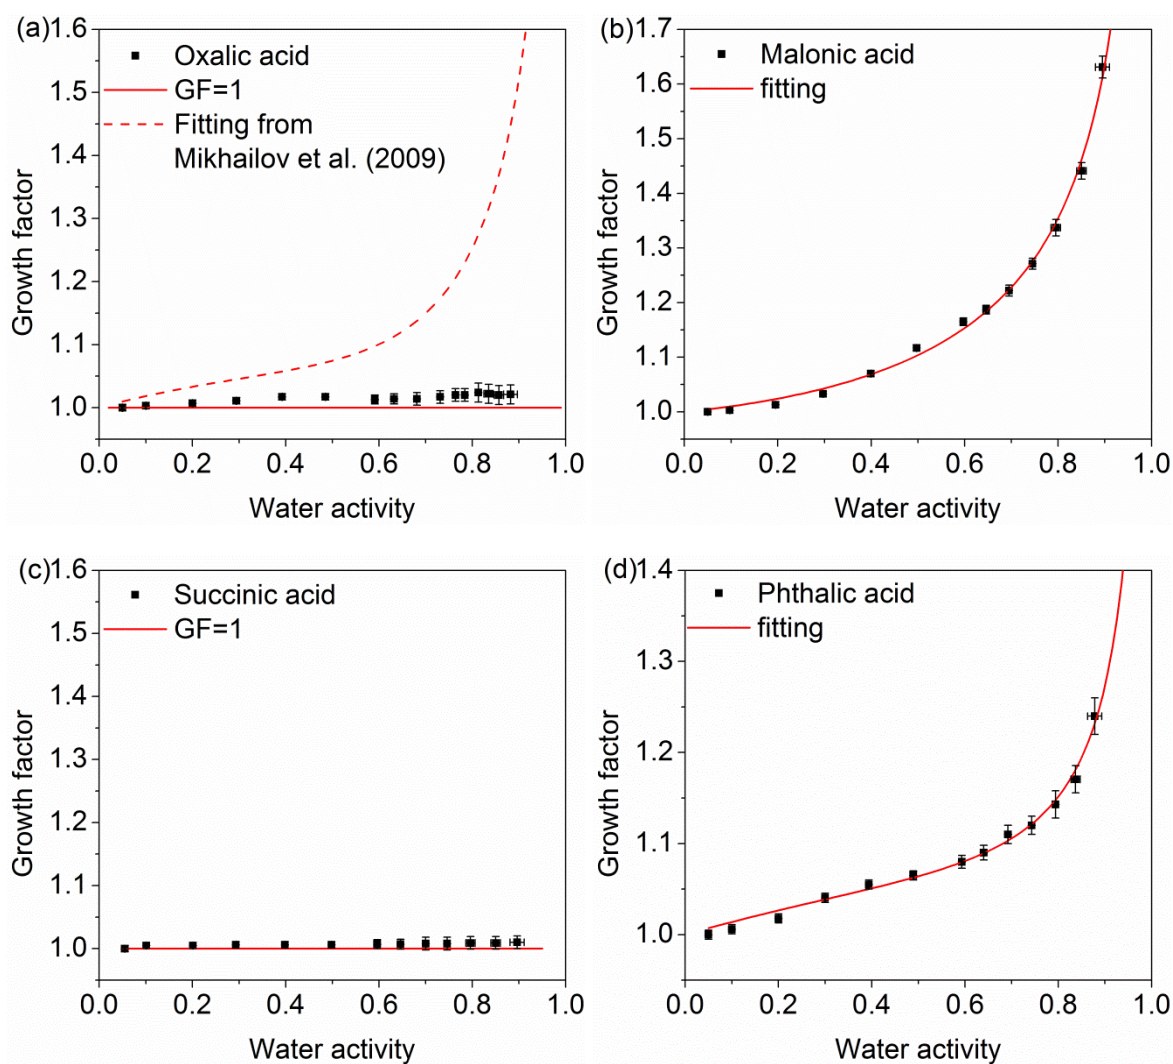 (a)
1.6
1.5
1.4
1.3
1.2
1.1
1.0
Growth factor
Oxalic acid
GF=1
Fitting from
Mikhailov et al. (2009)
0.0 0.2 0.4 0.6 0.8 1.0
Water activity
(b)
1.7
1.6
1.5
1.4
1.3
1.2
1.1
1.0
Growth factor
Malonic acid
fitting
0.0 0.2 0.4 0.6 0.8 1.0
Water activity
(c)
1.6
1.5
1.4
1.3
1.2
1.1
1.0
Growth factor
Succinic acid
GF=1
0.0 0.2 0.4 0.6 0.8 1.0
Water activity
(d)
1.4
1.3
1.2
1.1
1.0
Growth factor
Phthalic acid
fitting
0.0 0.2 0.4 0.6 0.8 1.0
Water activity